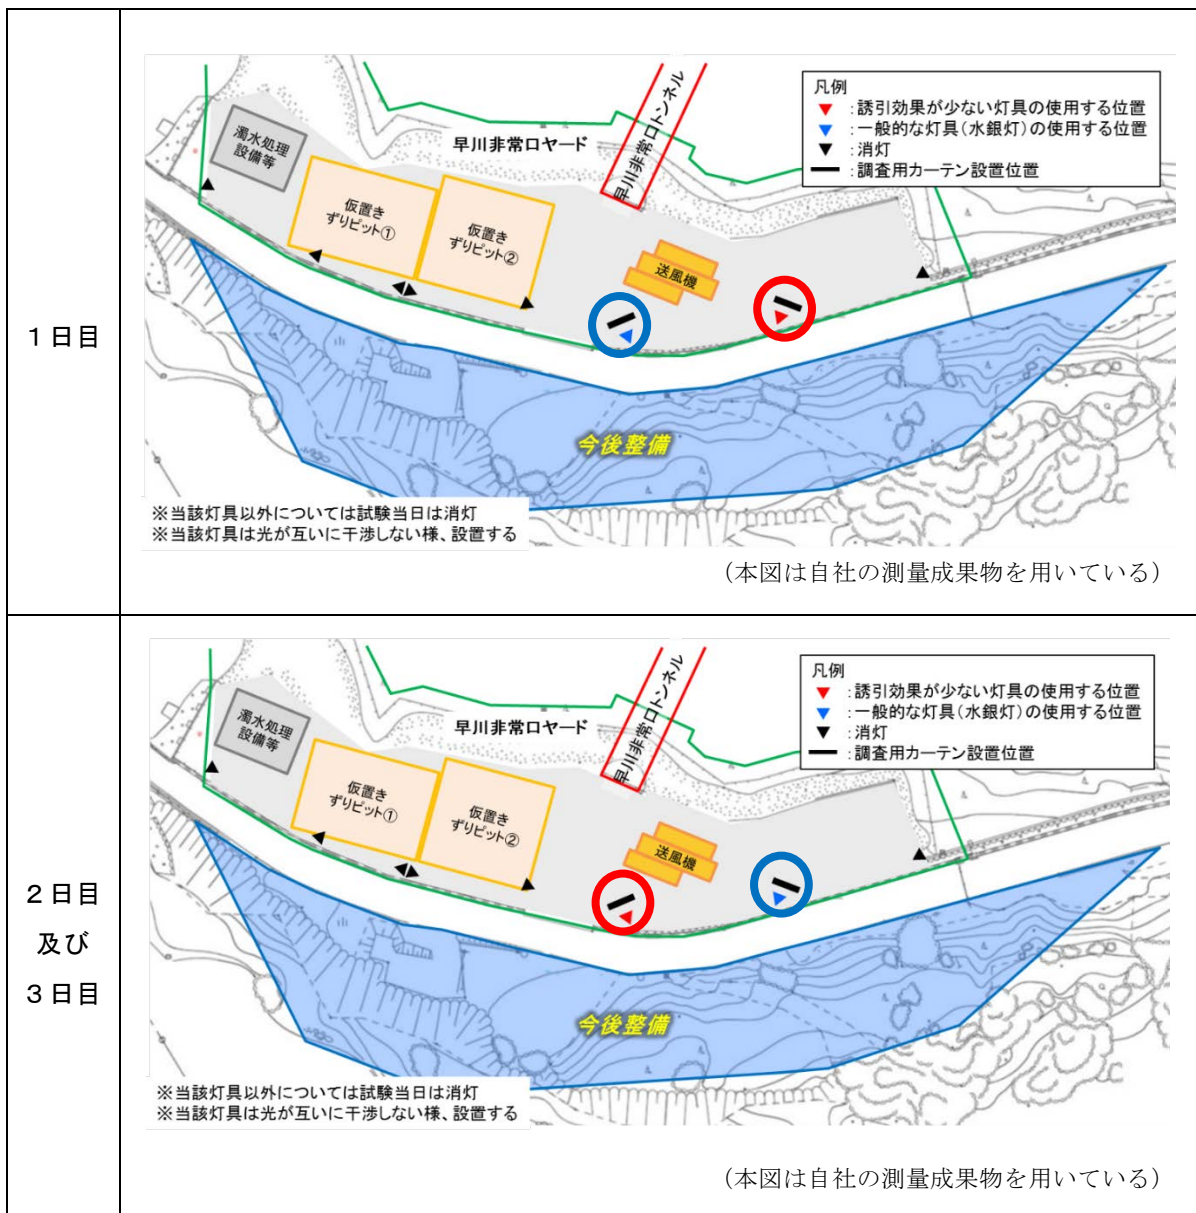 1日目
凡例
▼:誘引効果が少ない灯具の使用する位置
▼:一般的な灯具(水銀灯)の使用する位置
▼:消灯
━:調査用カーテン設置位置
早川非常口トンネル
早川非常口ヤード
濁水処理
設備等
仮置き
ずりピット①
仮置き
ずりピット②
送風機
今後整備
※当該灯具以外については試験当日は消灯
※当該灯具は光が互いに干渉しない様、設置する
(本図は自社の測量成果物を用いている)
2日目
及び
3日目
凡例
▼:誘引効果が少ない灯具の使用する位置
▼:一般的な灯具(水銀灯)の使用する位置
▼:消灯
━:調査用カーテン設置位置
早川非常口トンネル
早川非常口ヤード
濁水処理
設備等
仮置き
ずりピット①
仮置き
ずりピット②
送風機
今後整備
※当該灯具以外については試験当日は消灯
※当該灯具は光が互いに干渉しない様、設置する
(本図は自社の測量成果物を用いている)